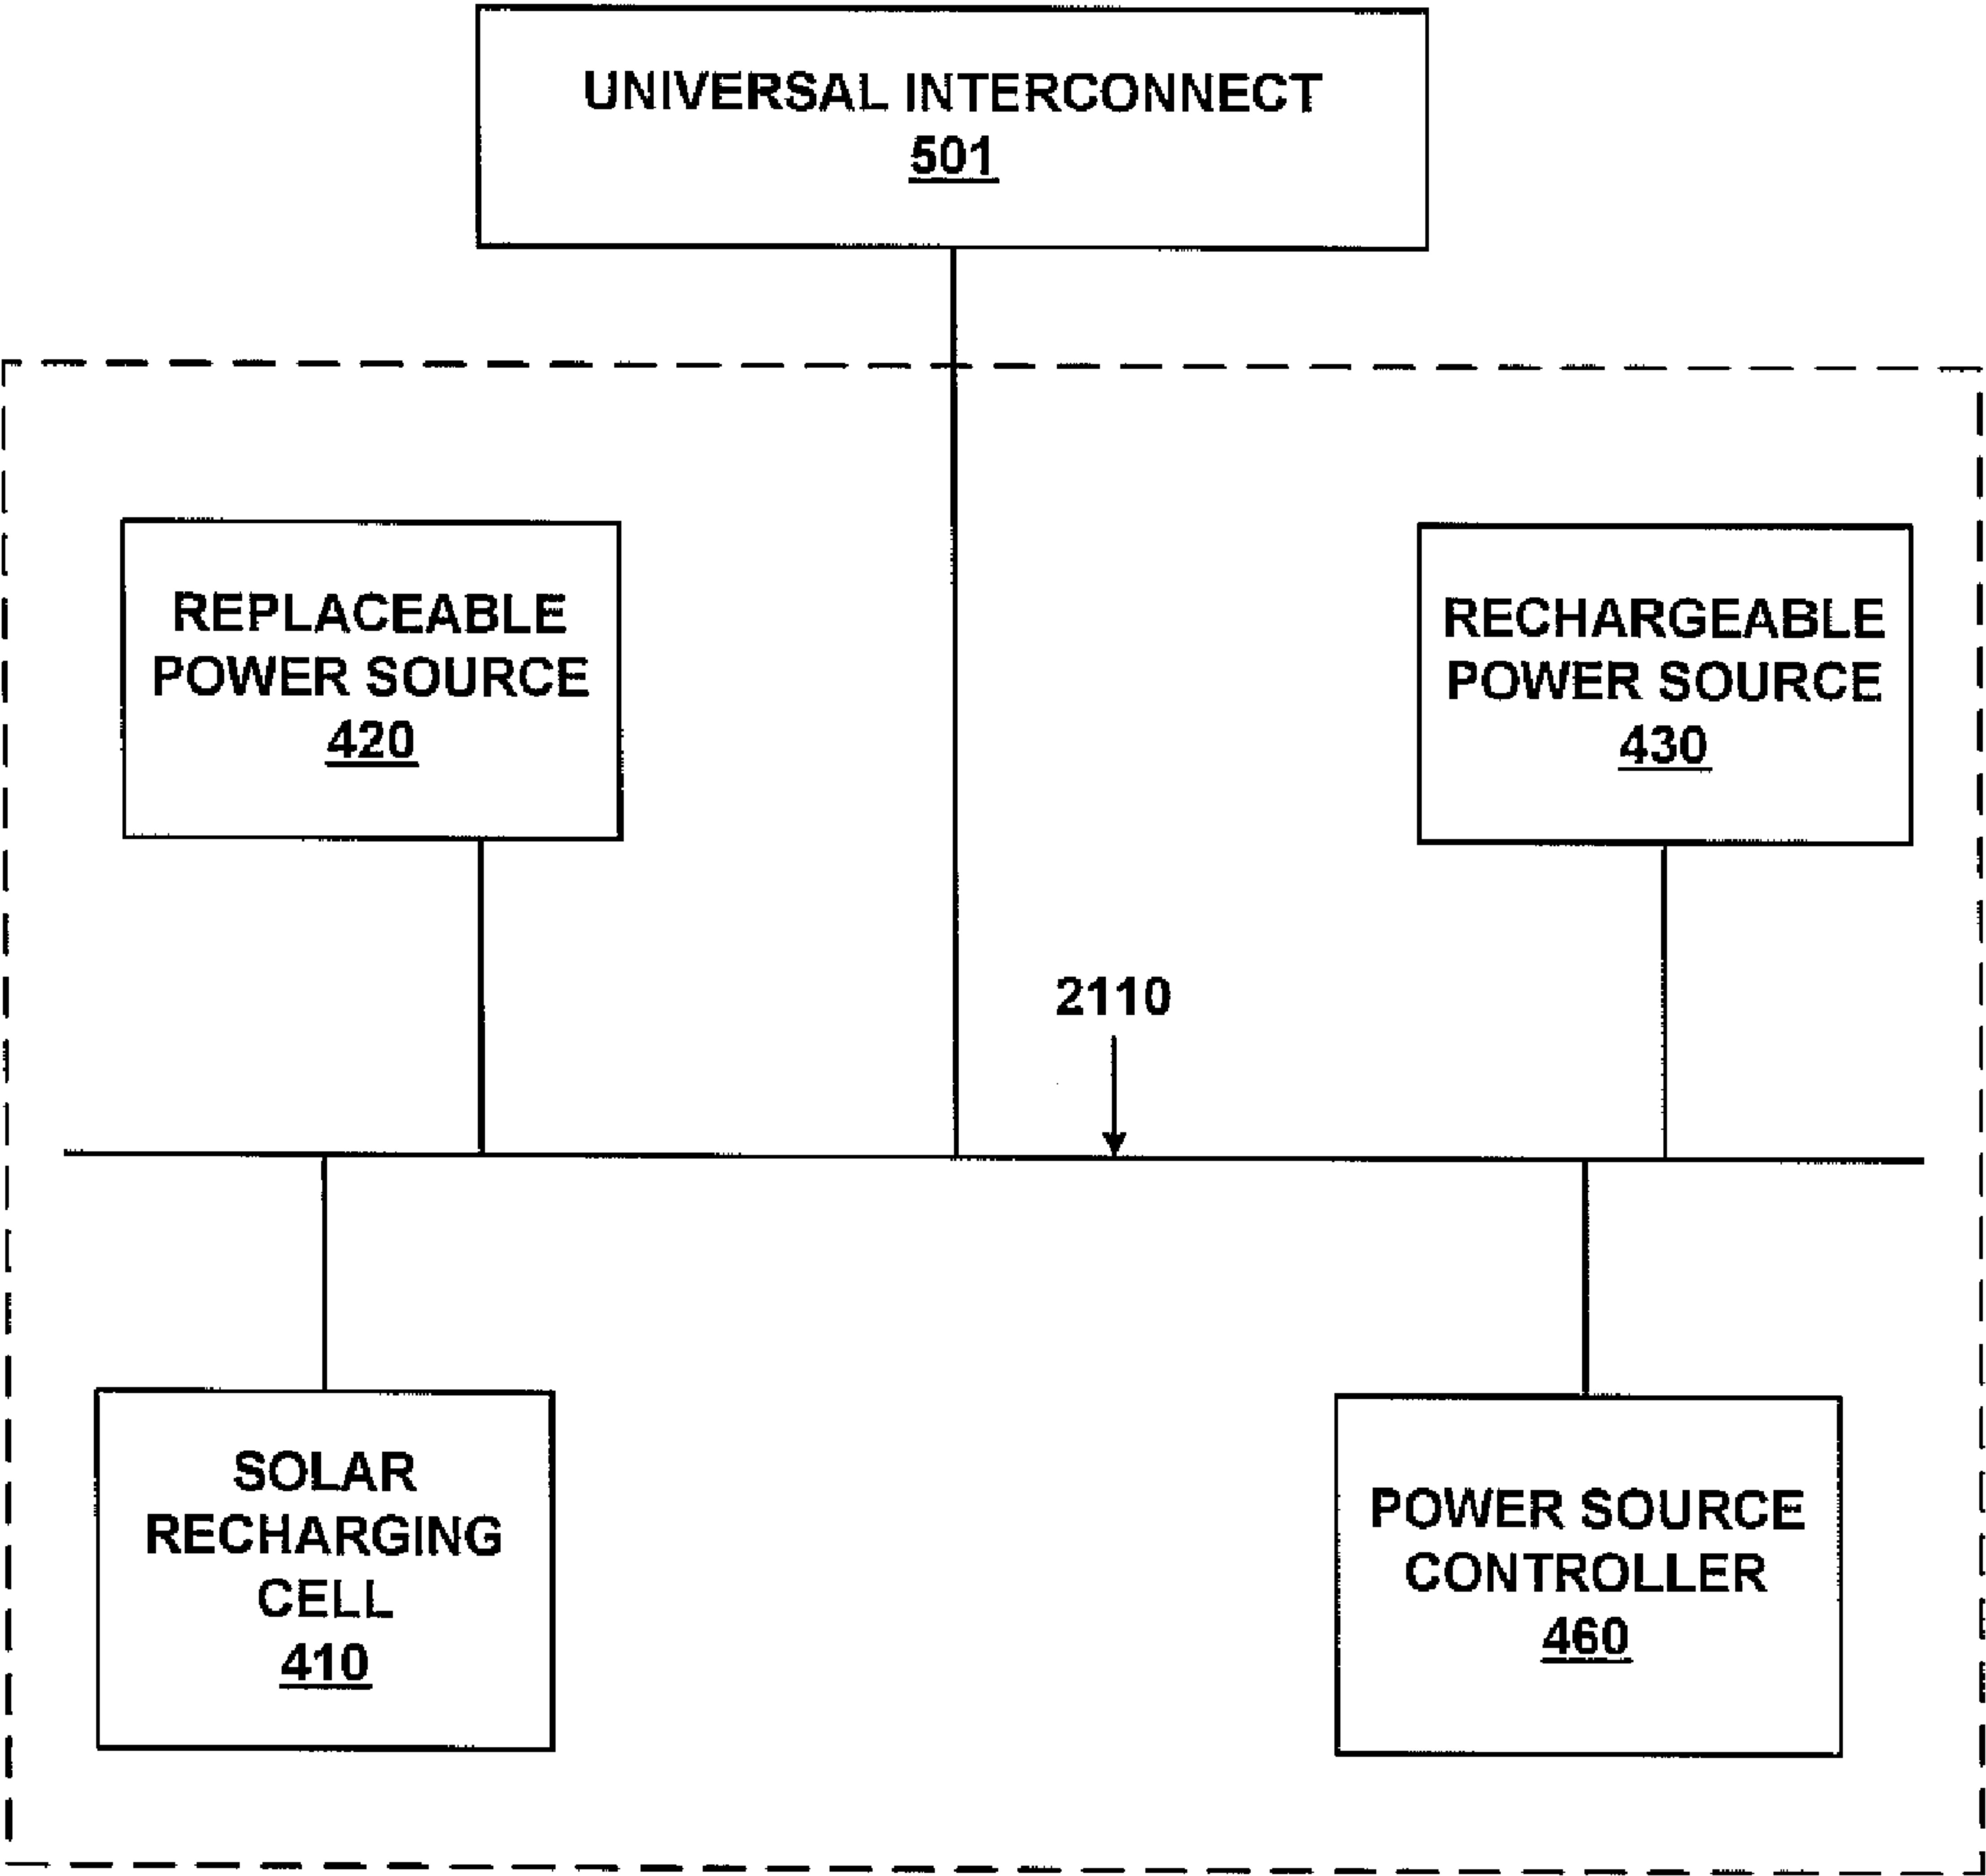 UNIVERSAL INTERCONNECT
501
REPLACEABLE
POWER SOURCE
420
RECHARGEABLE
POWER SOURCE
430
2110
SOLAR
RECHARGING
CELL
410
POWER SOURCE
CONTROLLER
460